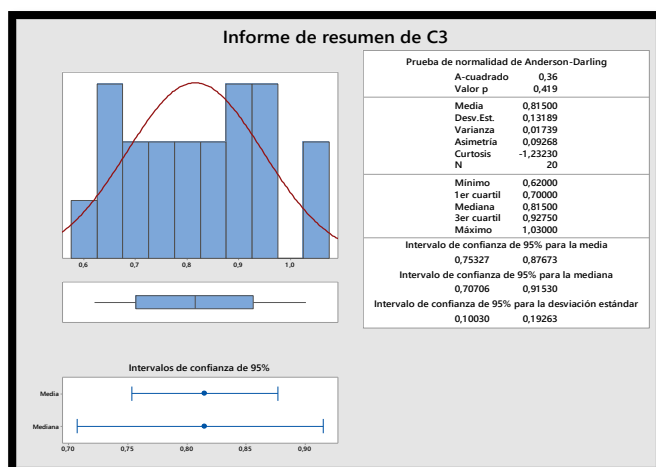 Informe de resumen de C3
Prueba de normalidad de Anderson-Darling
A-cuadrado 0,36
Valor p 0,419
Media 0,81500
Desv.Est. 0,13189
Varianza 0,01739
Asimetría 0,09268
Curtosis -1,23230
N 20
Mínimo 0,62000
1er cuartil 0,70000
Mediana 0,81500
3er cuartil 0,92750
Máximo 1,03000
Intervalo de confianza de 95% para la media
0,75327 0,87673
Intervalo de confianza de 95% para la mediana
0,70706 0,91530
Intervalo de confianza de 95% para la desviación estándar
0,10030 0,19263
0,6 0,7 0,8 0,9 1,0
Intervalos de confianza de 95%
Media
Mediana
0,70 0,75 0,80 0,85 0,90